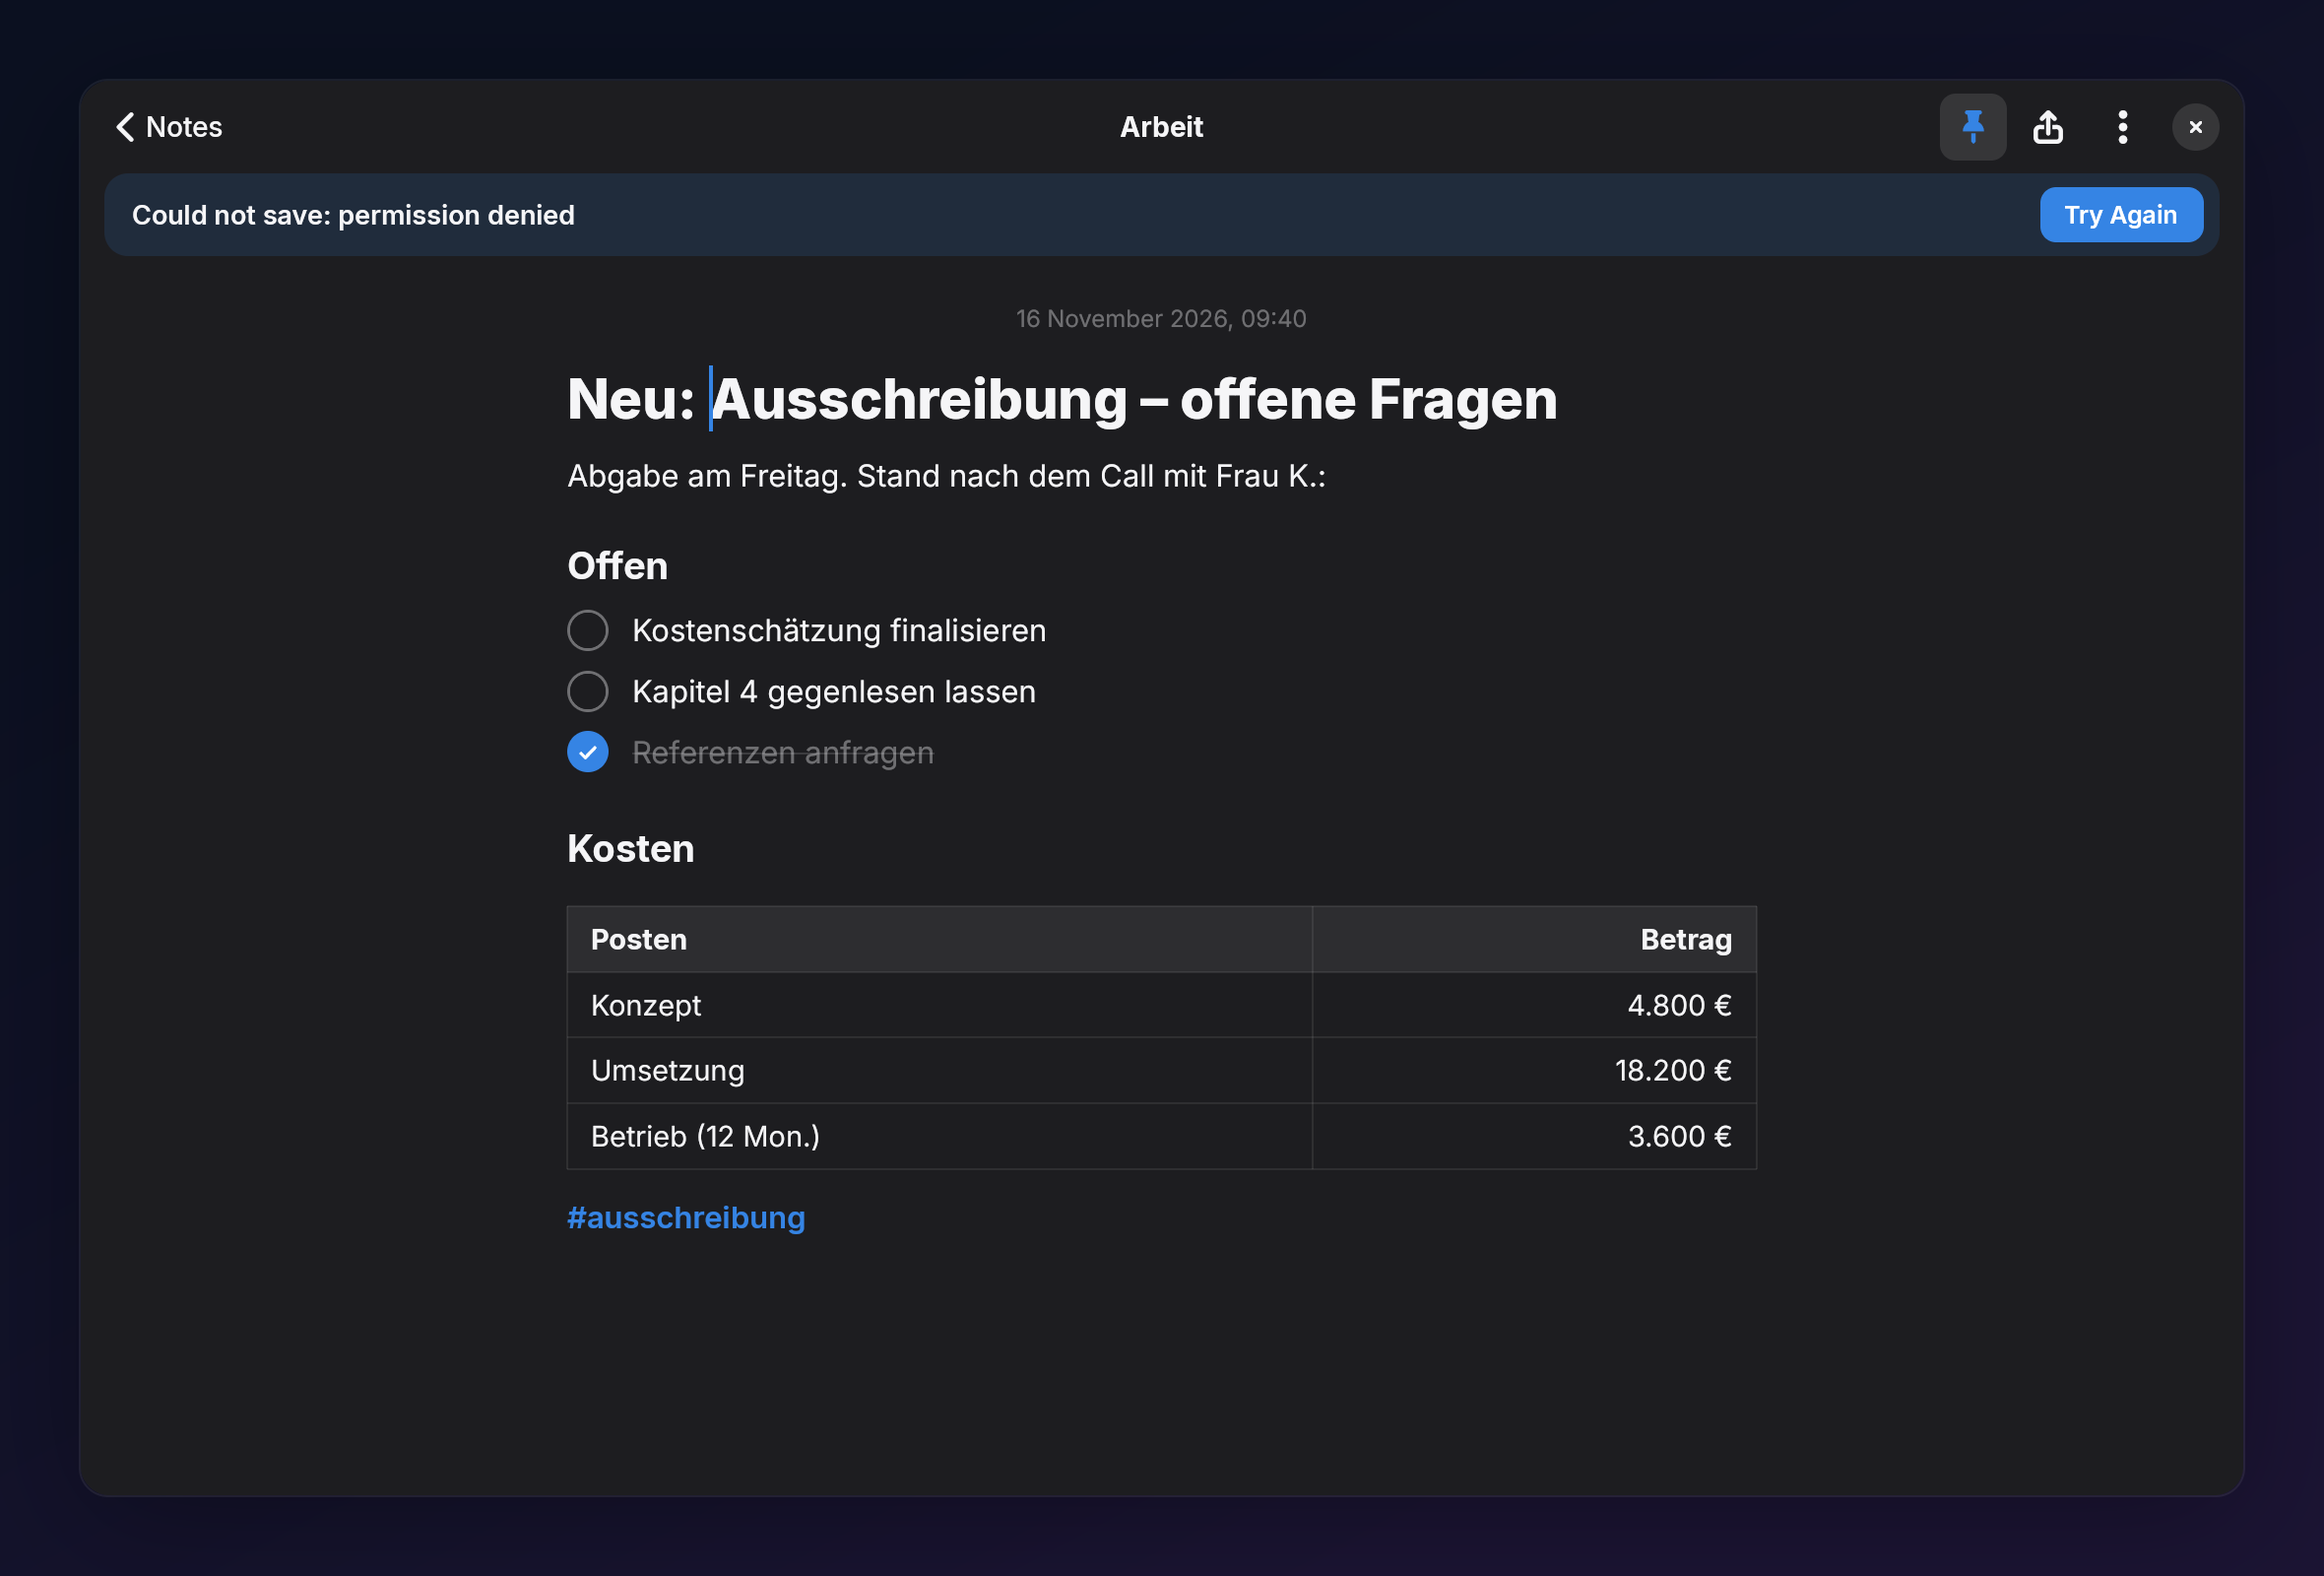 Notes
Arbeit
Could not save: permission denied
Try Again
16 November 2026, 09:40
Neu: Ausschreibung – offene Fragen
Abgabe am Freitag. Stand nach dem Call mit Frau K.:
Offen
Kostenschätzung finalisieren
Kapitel 4 gegenlesen lassen
Referenzen anfragen
Kosten
Posten Betrag
Konzept 4.800 €
Umsetzung 18.200 €
Betrieb (12 Mon.) 3.600 €
#ausschreibung